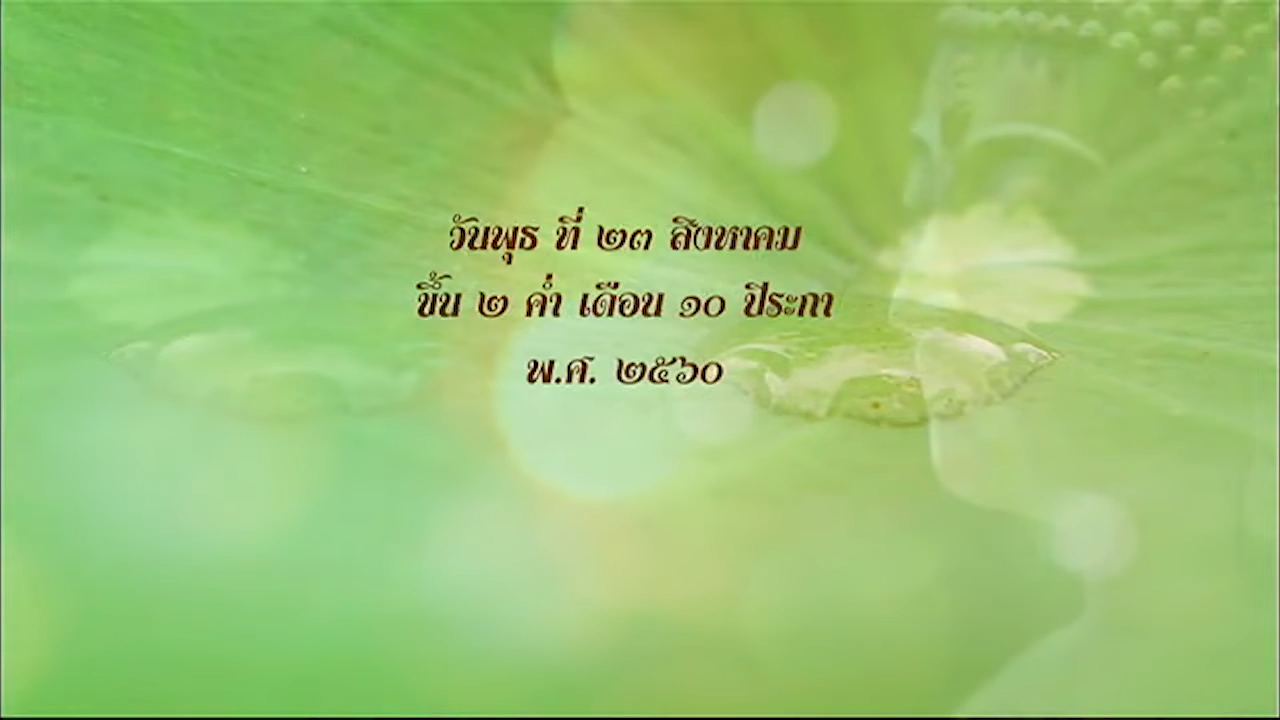 วันพุธ ที่ ๒๓ สิงหาคม
ขึ้น ๒ ค่ำ เดือน ๑๐ ปีระกา
พ.ศ. ๒๕๖๐